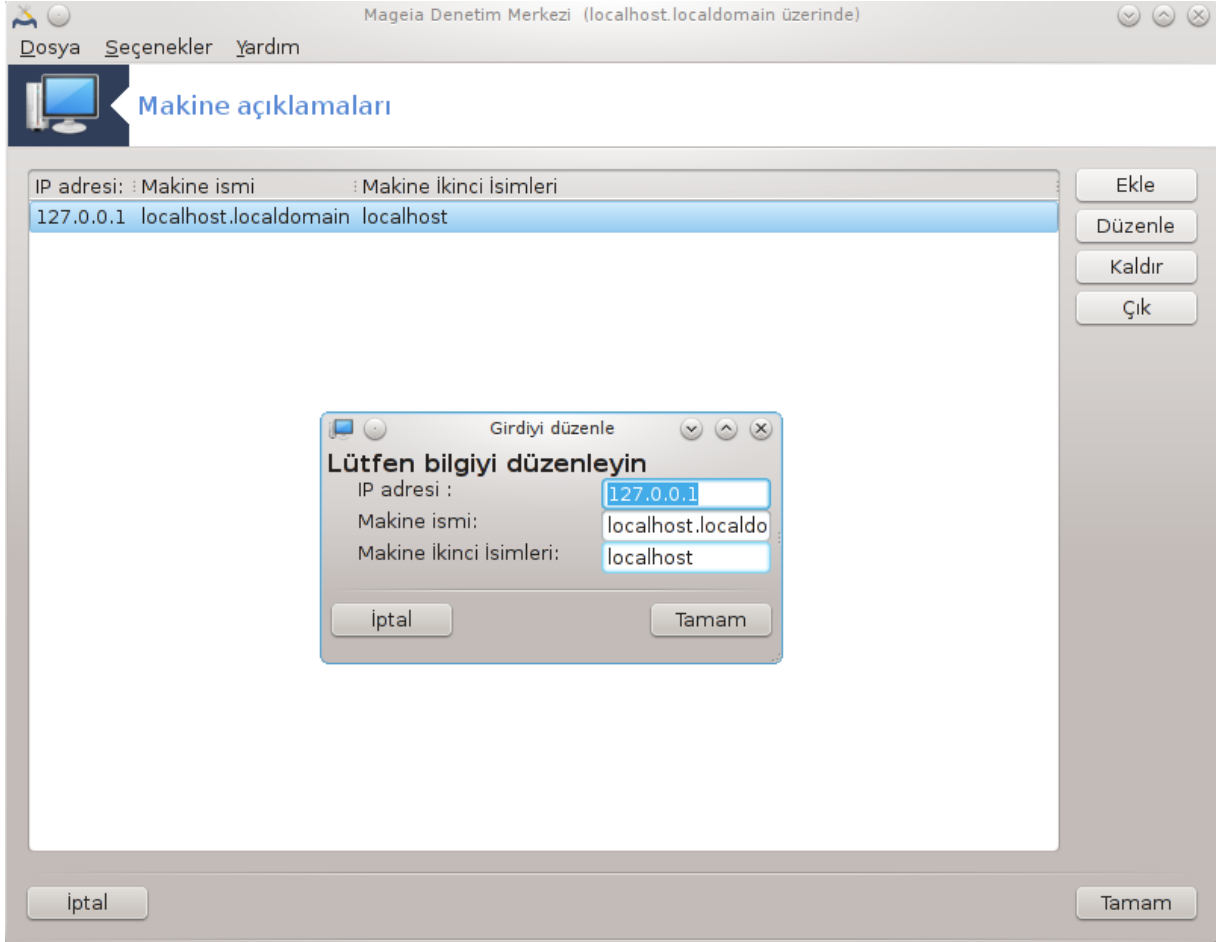 Mageia Denetim Merkezi (localhost.localdomain üzerinde)
Dosya Seçenekler Yardım
Makine açıklamaları
IP adresi: Makine ismi Makine İkinci İsimleri
127.0.0.1 localhost.localdomain localhost
Ekle
Düzenle
Kaldır
Çık
Girdiyi düzenle
Lütfen bilgiyi düzenleyin
IP adresi : 127.0.0.1
Makine ismi: localhost.localdo
Makine İkinci İsimleri: localhost
İptal Tamam
İptal Tamam